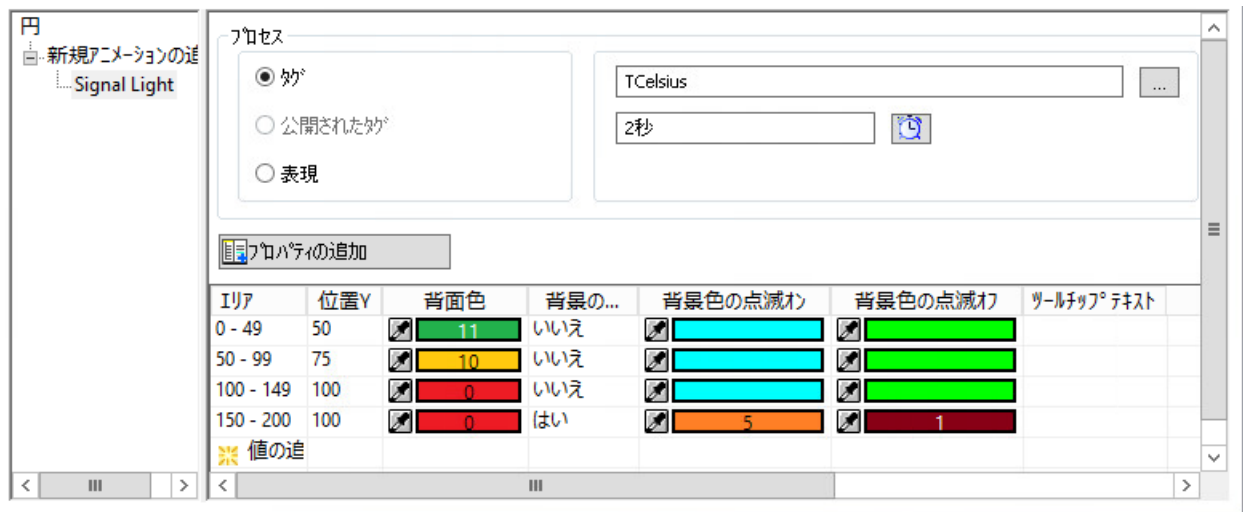 円
新規ｱﾆﾒｰｼｮﾝの追
Signal Light
ﾌﾟﾛｾｽ
ﾀｸﾞ
TCelsius
...
公開されたﾀｸﾞ
2秒
表現
ﾌﾟﾛﾊﾟﾃｨの追加
ｴﾘｱ 位置Y 背面色 背景の... 背景色の点滅ｵﾝ 背景色の点滅ｵﾌ ﾂｰﾙﾁｯﾌﾟﾃｷｽﾄ
0 - 49 50 11 いいえ
50 - 99 75 10 いいえ
100 - 149 100 0 いいえ
150 - 200 100 0 はい 5 1
値の追